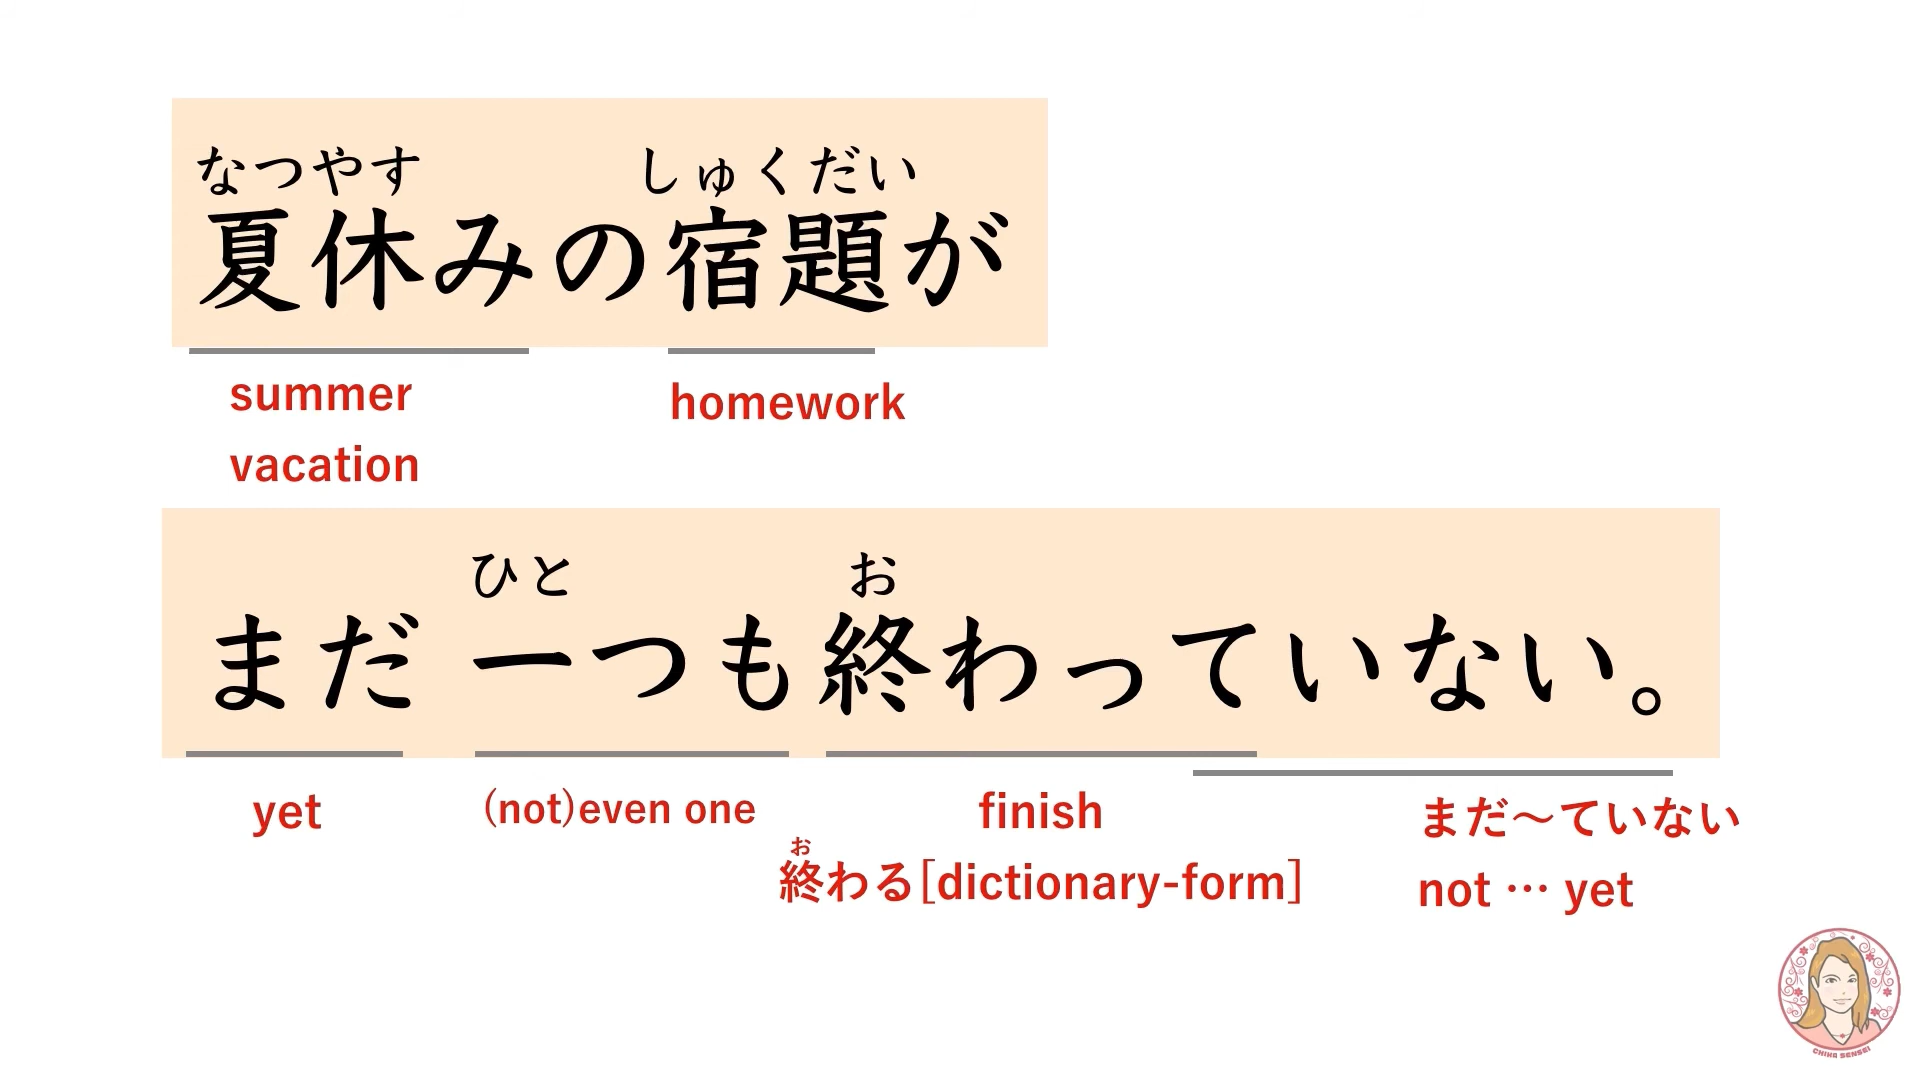 なつやす しゅくだい
夏休みの宿題が
summer
vacation
homework
ひと お
まだ 一つも終わっていない。
yet
(not)even one
finish
お
終わる[dictionary-form]
まだ〜ていない
not … yet
CHIKA SENSEI